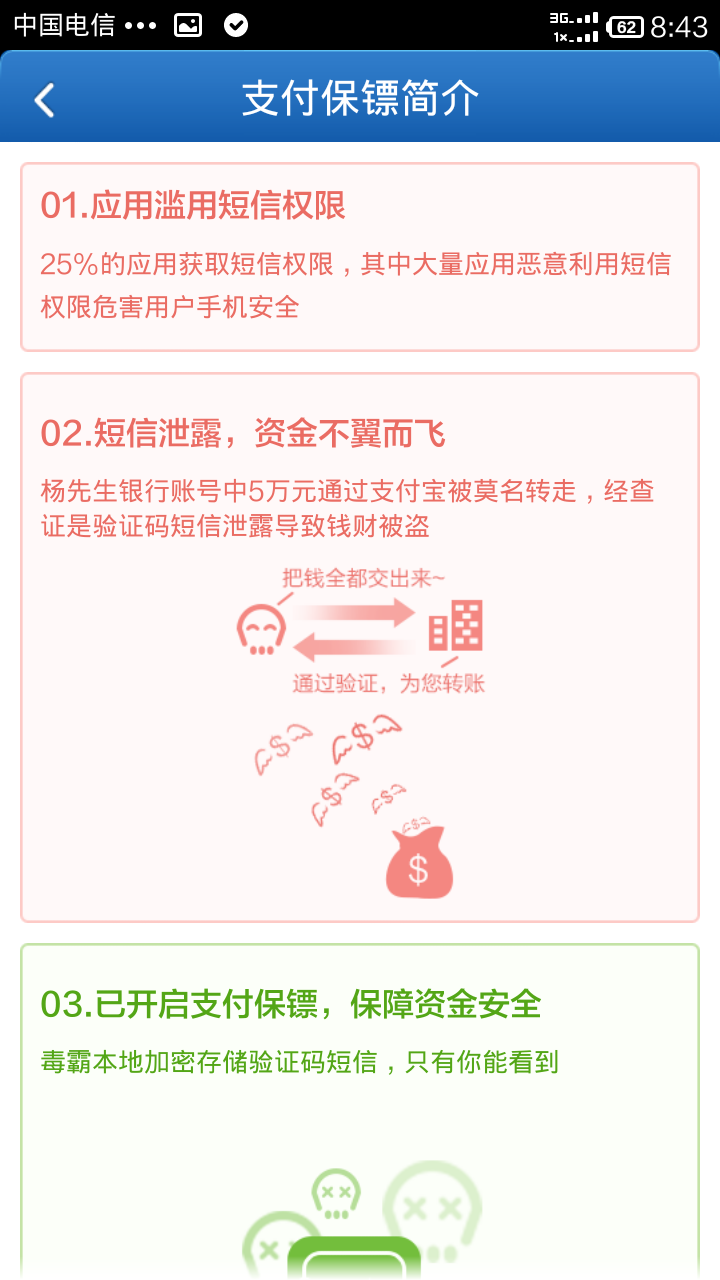 中国电信 ••• 3G 1x 62 8:43
支付保镖简介
01.应用滥用短信权限
25%的应用获取短信权限，其中大量应用恶意利用短信
权限危害用户手机安全
02.短信泄露，资金不翼而飞
杨先生银行账号中5万元通过支付宝被莫名转走，经查
证是验证码短信泄露导致钱财被盗
把钱全都交出来~
通过验证，为您转账
$
$
$
$
$
$
03.已开启支付保镖，保障资金安全
毒霸本地加密存储验证码短信，只有你能看到